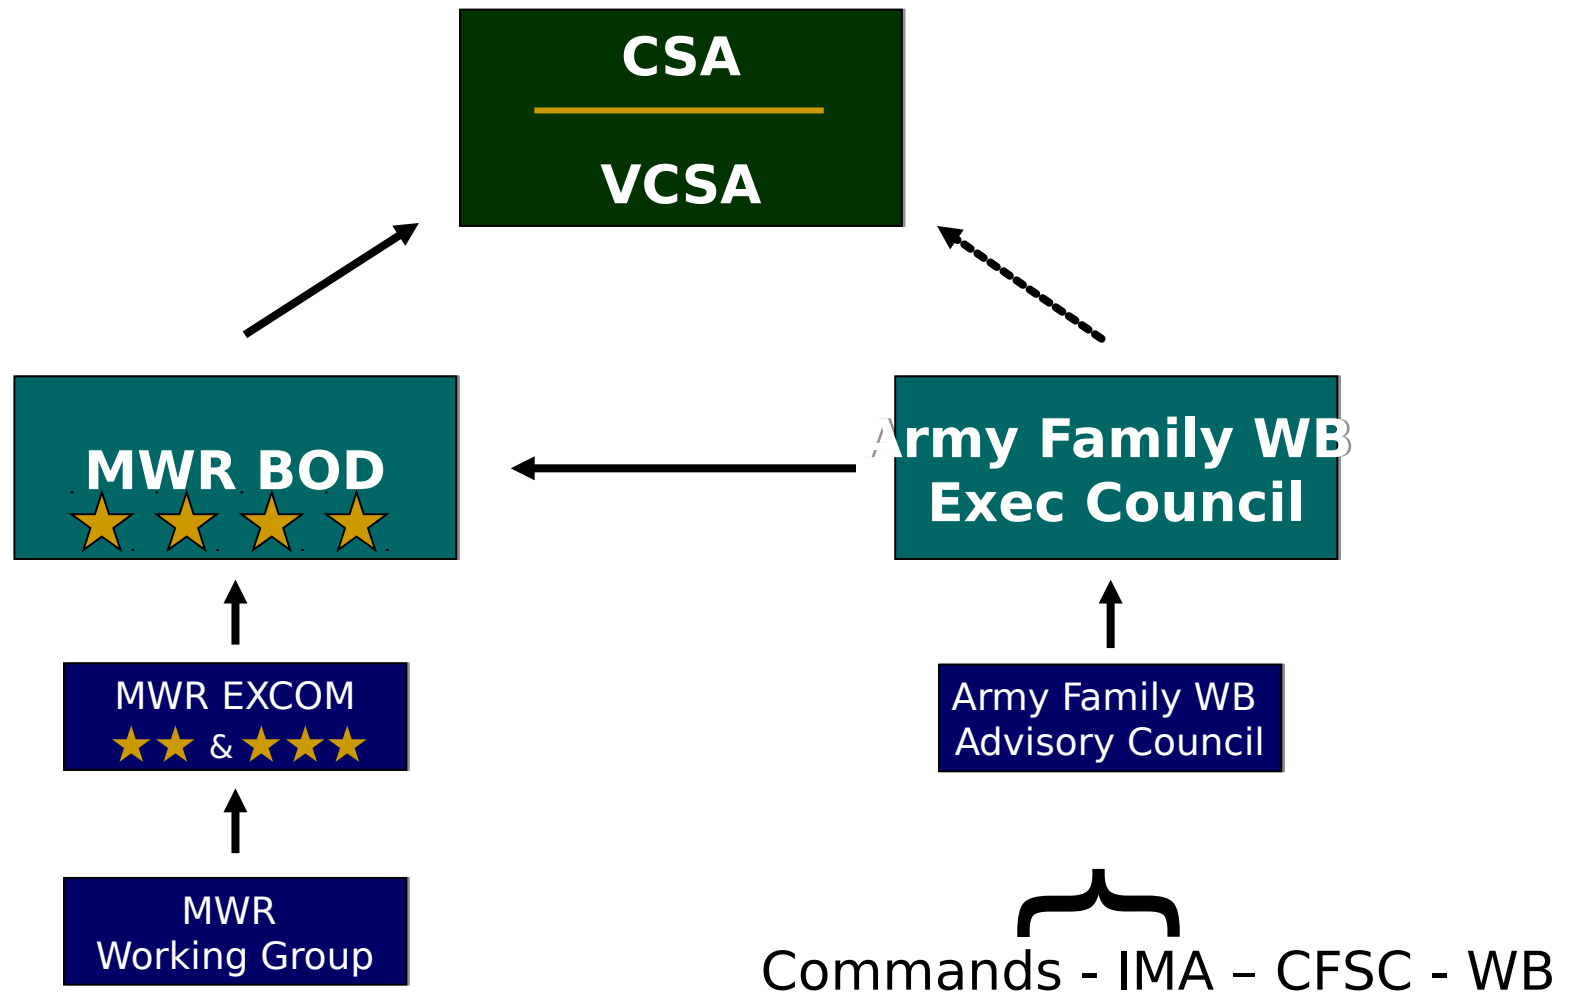 CSA
VCSA
MWR BOD
Army Family WB
Exec Council
MWR EXCOM
&
Army Family WB
Advisory Council
MWR
Working Group
Commands - IMA – CFSC - WB